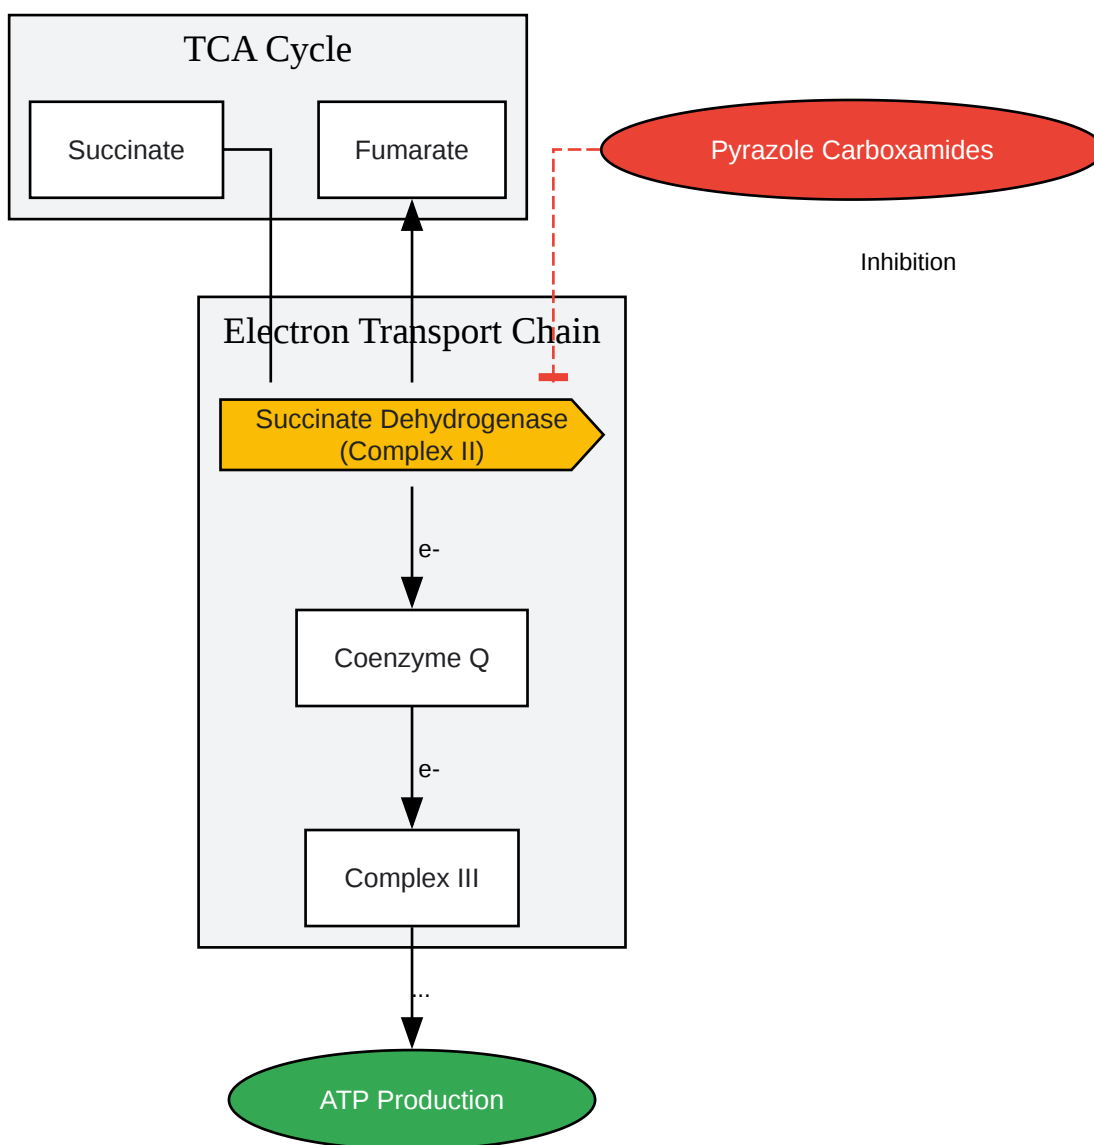 TCA Cycle
Succinate
Fumarate
Pyrazole Carboxamides
Inhibition
Electron Transport Chain
Succinate Dehydrogenase
(Complex II)
e-
Coenzyme Q
e-
Complex III
...
ATP Production